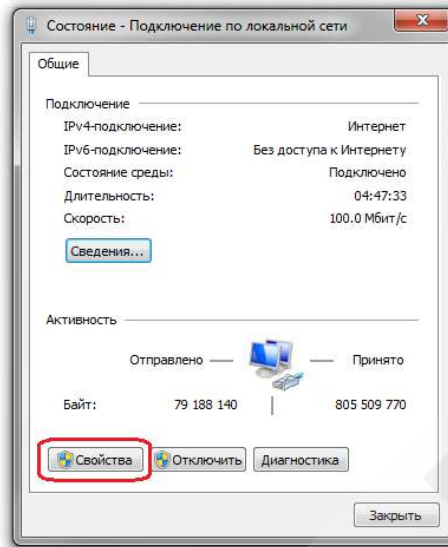 Состояние - Подключение по локальной сети
Общие
Подключение
IPv4-подключение: Интернет
IPv6-подключение: Без доступа к Интернету
Состояние среды: Подключено
Длительность: 04:47:33
Скорость: 100.0 Мбит/с
Сведения...
Активность
Отправлено Принято
Байт: 79 188 140 805 509 770
Свойства Отключить Диагностика
Закрыть